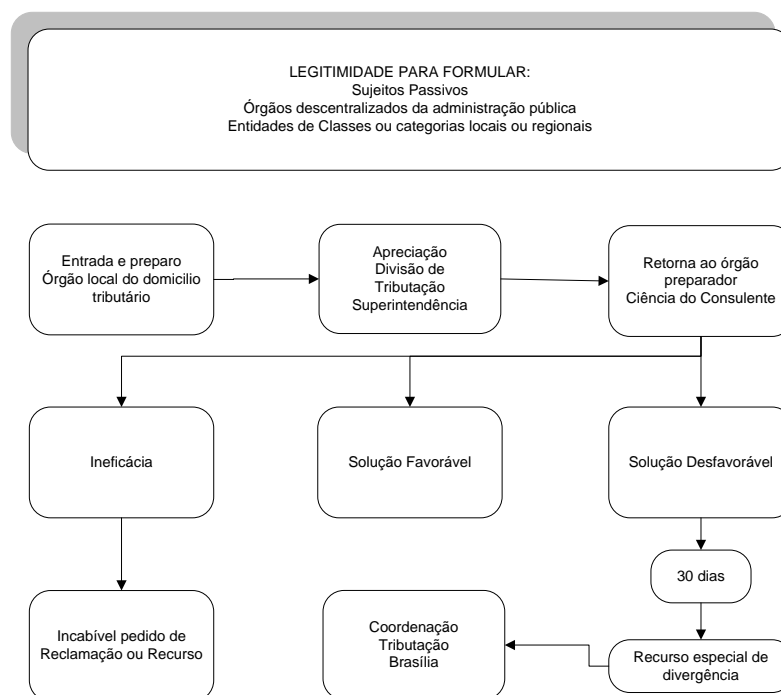 LEGITIMIDADE PARA FORMULAR:
Sujeitos Passivos
Órgãos descentralizados da administração pública
Entidades de Classes ou categorias locais ou regionais
Entrada e preparo
Órgão local do domicilio
tributário
Apreciação
Divisão de
Tributação
Superintendência
Retorna ao órgão
preparador
Ciência do Consulente
Ineficácia
Solução Favorável
Solução Desfavorável
30 dias
Incabível pedido de
Reclamação ou Recurso
Coordenação
Tributação
Brasília
Recurso especial de
divergência